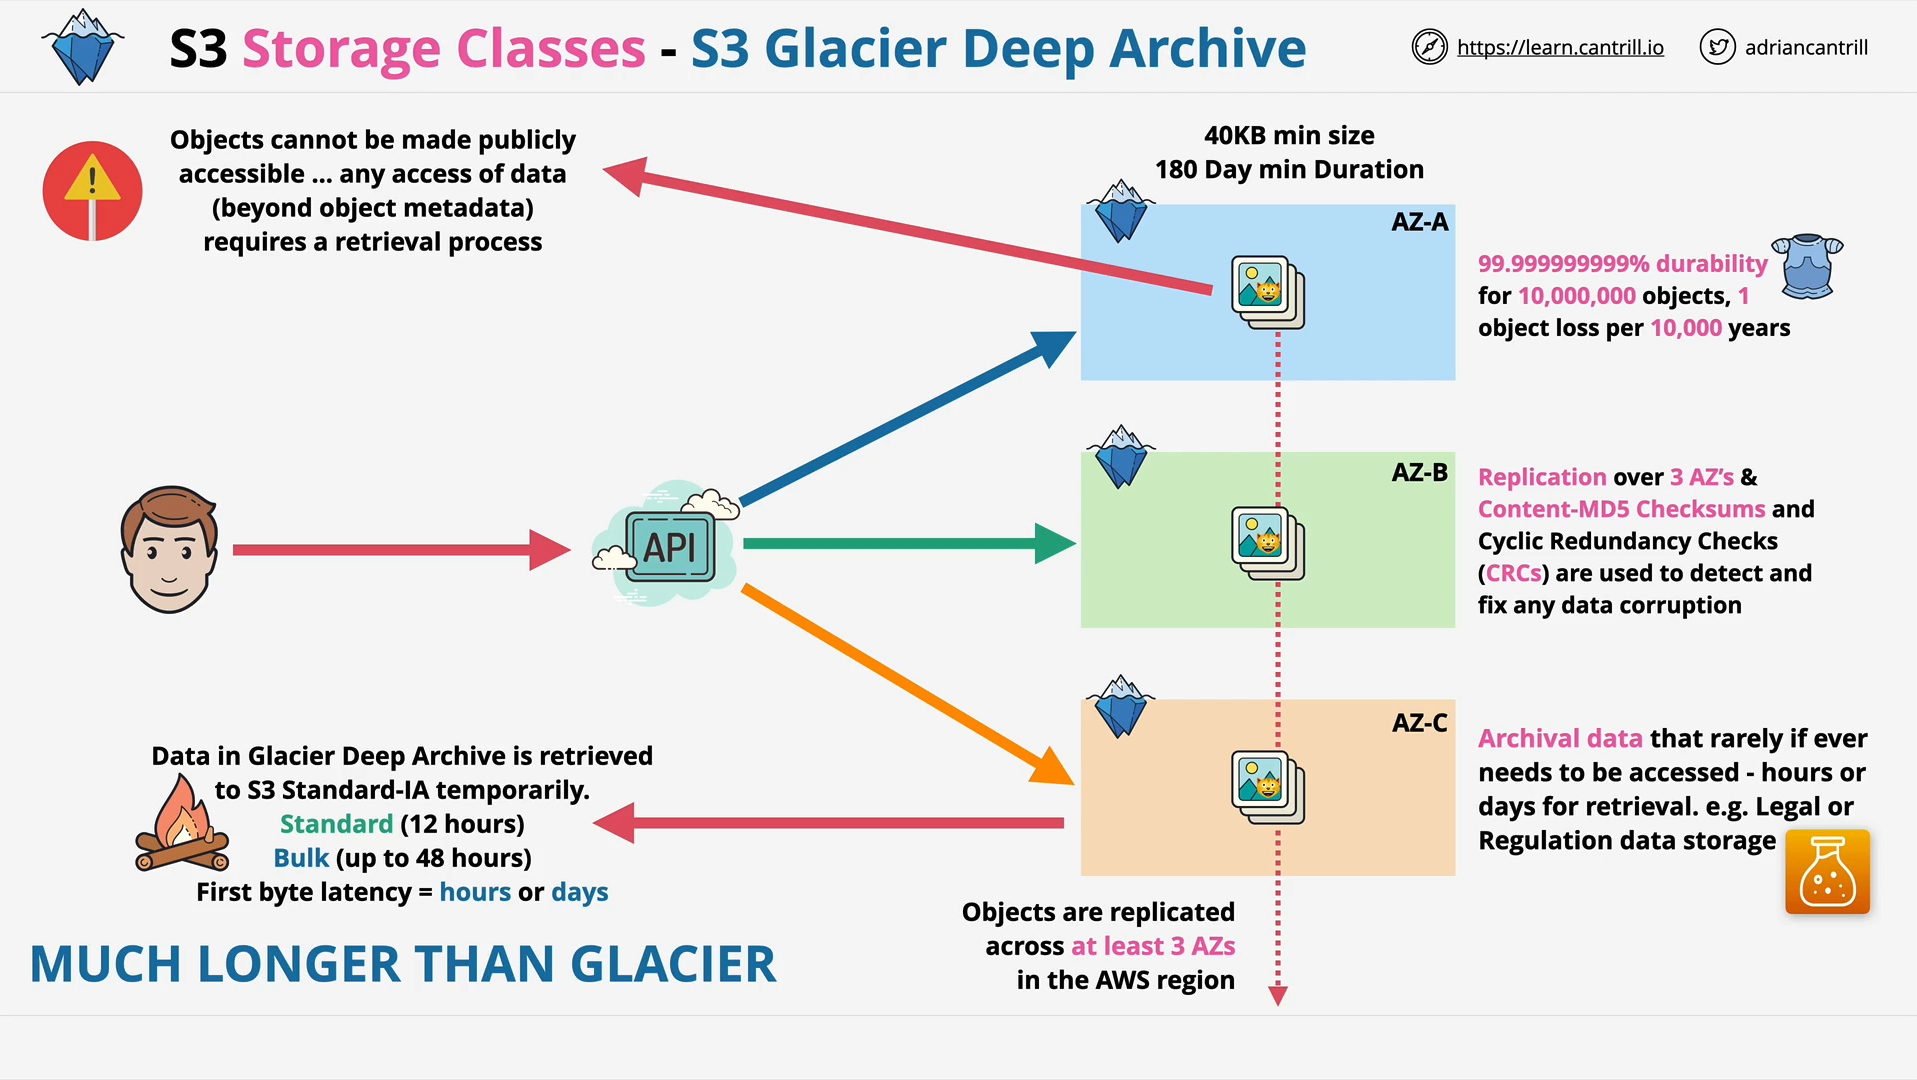 S3 Storage Classes - S3 Glacier Deep Archive
https://learn.cantrill.io
adriancantrill
Objects cannot be made publicly
accessible ... any access of data
(beyond object metadata)
requires a retrieval process
40KB min size
180 Day min Duration
AZ-A
99.999999999% durability
for 10,000,000 objects, 1
object loss per 10,000 years
API
AZ-B
Replication over 3 AZ's &
Content-MD5 Checksums and
Cyclic Redundancy Checks
(CRCs) are used to detect and
fix any data corruption
AZ-C
Archival data that rarely if ever
needs to be accessed - hours or
days for retrieval. e.g. Legal or
Regulation data storage
Data in Glacier Deep Archive is retrieved
to S3 Standard-IA temporarily.
Standard (12 hours)
Bulk (up to 48 hours)
First byte latency = hours or days
MUCH LONGER THAN GLACIER
Objects are replicated
across at least 3 AZs
in the AWS region